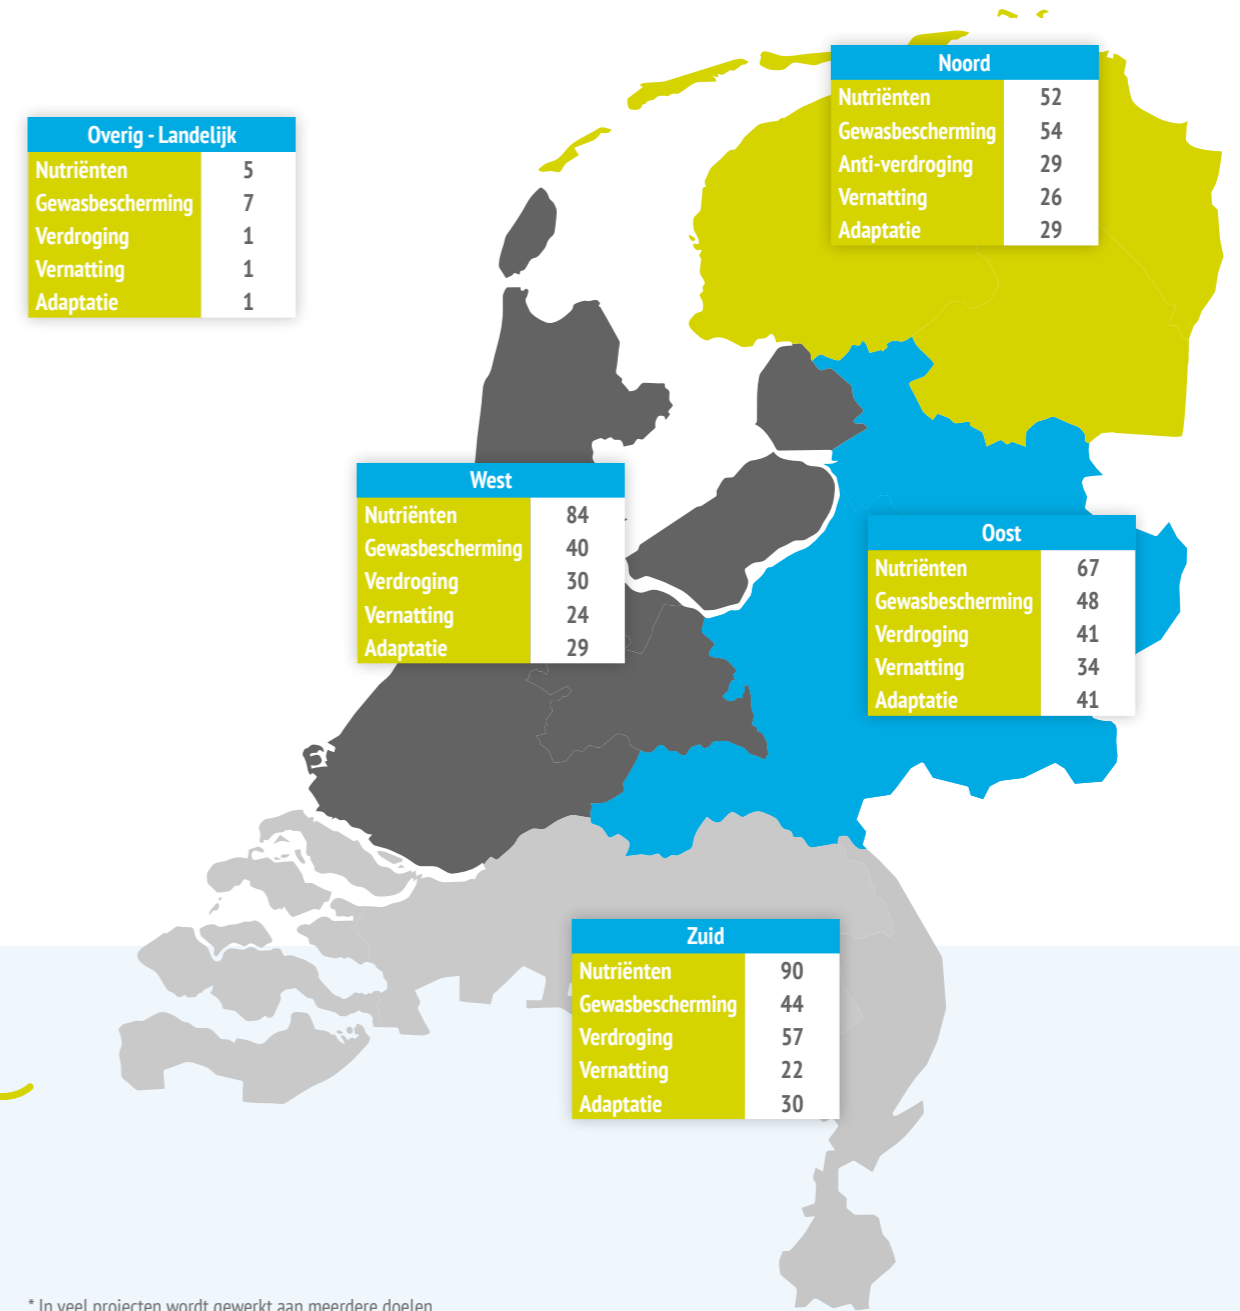 Noord
Nutriënten 52
Gewasbescherming 54
Anti-verdroging 29
Vernatting 26
Adaptatie 29
Overig - Landelijk
Nutriënten 5
Gewasbescherming 7
Verdroging 1
Vernatting 1
Adaptatie 1
West
Nutriënten 84
Gewasbescherming 40
Verdroging 30
Vernatting 24
Adaptatie 29
Oost
Nutriënten 67
Gewasbescherming 48
Verdroging 41
Vernatting 34
Adaptatie 41
Zuid
Nutriënten 90
Gewasbescherming 44
Verdroging 57
Vernatting 22
Adaptatie 30
* In veel projecten wordt gewerkt aan meerdere doelen